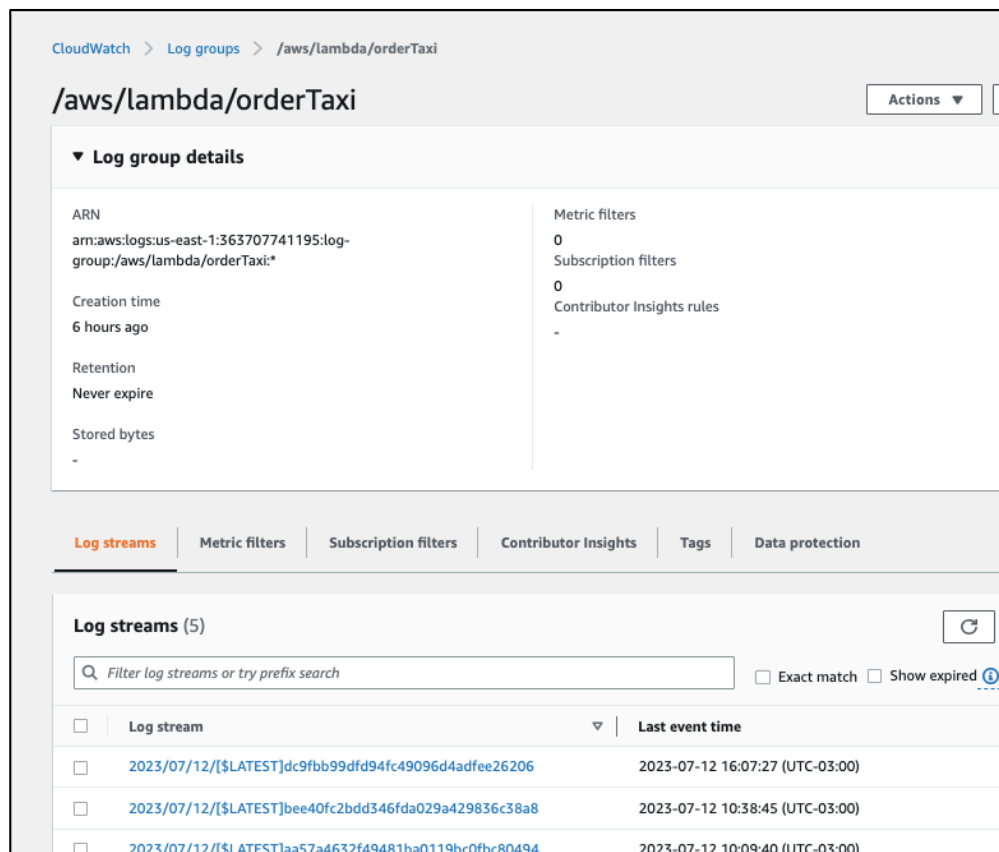 CloudWatch > Log groups > /aws/lambda/orderTaxi
/aws/lambda/orderTaxi
Actions ▼
▼ Log group details
ARN
arn:aws:logs:us-east-1:363707741195:log-
group:/aws/lambda/orderTaxi:*
Creation time
6 hours ago
Retention
Never expire
Stored bytes
-
Metric filters
0
Subscription filters
0
Contributor Insights rules
-
Log streams
Metric filters
Subscription filters
Contributor Insights
Tags
Data protection
Log streams (5)
Filter log streams or try prefix search
Exact match
Show expired
Log stream
Last event time
2023/07/12/[$LATEST]dc9fbb99dfd94fc49096d4adfee26206
2023-07-12 16:07:27 (UTC-03:00)
2023/07/12/[$LATEST]bee40fc2bdd346fda029a429836c38a8
2023-07-12 10:38:45 (UTC-03:00)
2023/07/12/[$LATEST]aa57a4632f49481ba0119bc0fbc80494
2023-07-12 10:09:40 (UTC-03:00)